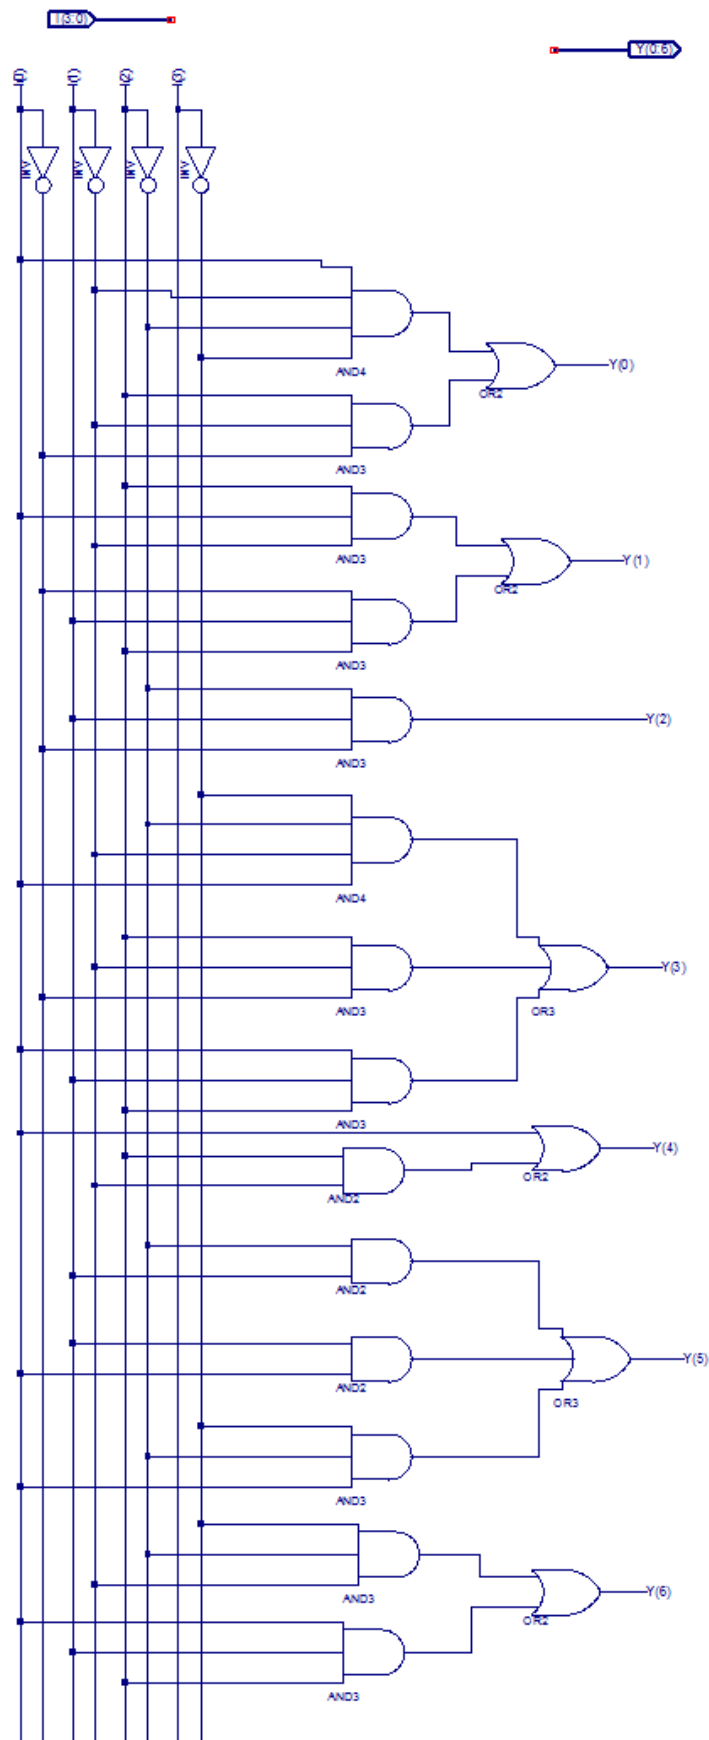 I(3:0)
Y(0:6)
I(0) I(1) I(2) I(3)
INV INV INV INV
AND4
OR2
Y(0)
AND3
AND3
OR2
Y(1)
AND3
Y(2)
AND3
AND4
Y(3)
AND3
OR3
AND3
Y(4)
OR2
AND2
AND2
Y(5)
AND2
OR3
AND3
Y(6)
AND3
OR2
AND3